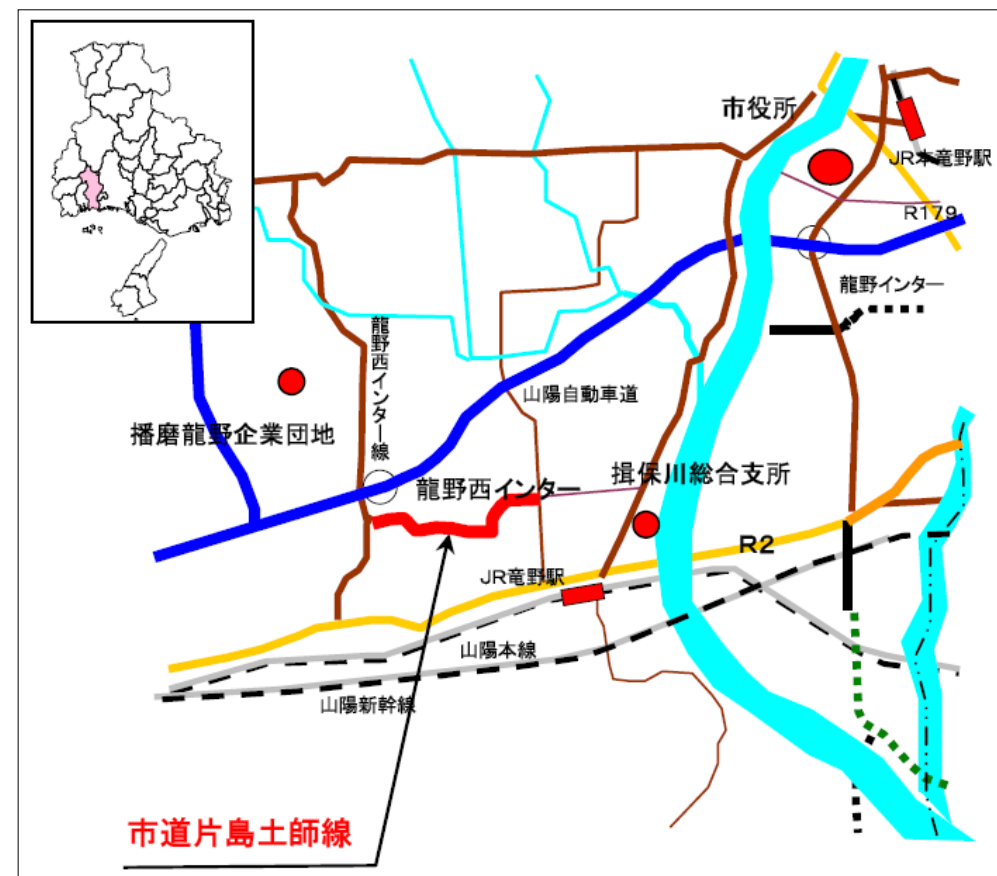 市役所
JR本竜野駅
R179
龍野インター
龍野西インター線
山陽自動車道
播磨龍野企業団地
揖保川総合支所
龍野西インター
R2
JR竜野駅
山陽本線
山陽新幹線
市道片島土師線